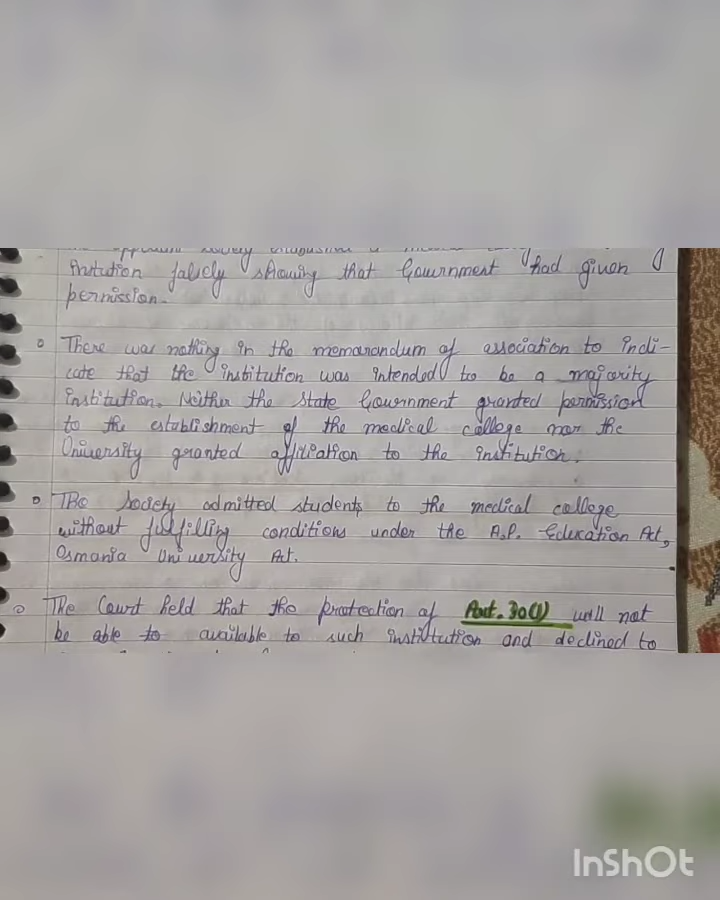 institution falsely showing that Government had given
permission.
There was nothing in the memorandum of association to indi-
cate that the institution was intended to be a majority
institution. Neither the State Government granted permission
to the establishment of the medical college nor the
University granted affiliation to the institution.
The Society admitted students to the medical college
without fulfilling conditions under the A.P. Education Act,
Osmania University Act.
The Court held that the protection of Art. 30(1) will not
be able to available to such institution and declined to
InShOt